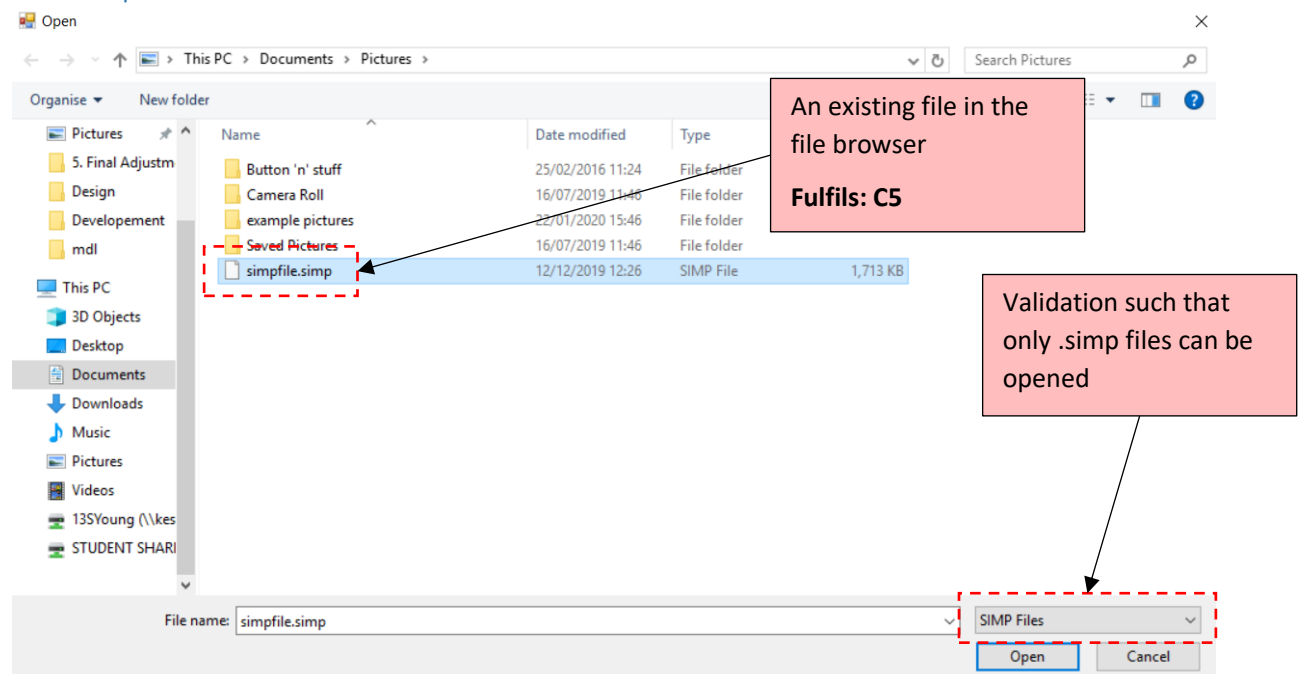 Open
This PC > Documents > Pictures >
Search Pictures
Organise
New folder
An existing file in the
file browser
Fulfils: C5
Name
Date modified
Type
Pictures
5. Final Adjustm
Design
Developement
mdl
This PC
3D Objects
Desktop
Documents
Downloads
Music
Pictures
Videos
13SYoung (\\kes
STUDENT SHARI
Button 'n' stuff 25/02/2016 11:24 File folder
Camera Roll 16/07/2019 11:46 File folder
example pictures 22/01/2020 15:46 File folder
Saved Pictures 16/07/2019 11:46 File folder
simpfile.simp 12/12/2019 12:26 SIMP File 1,713 KB
Validation such that
only .simp files can be
opened
File name: simpfile.simp
SIMP Files
Open
Cancel